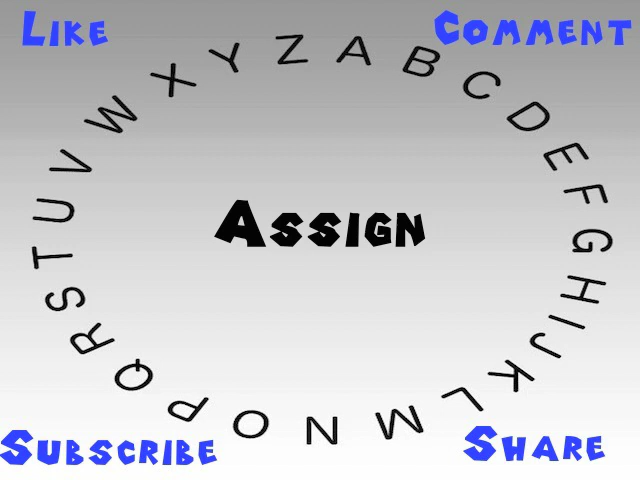 Like
Comment
A B C D E F G H I J K L M N O P Q R S T U V W X Y Z
Assign
Subscribe
Share